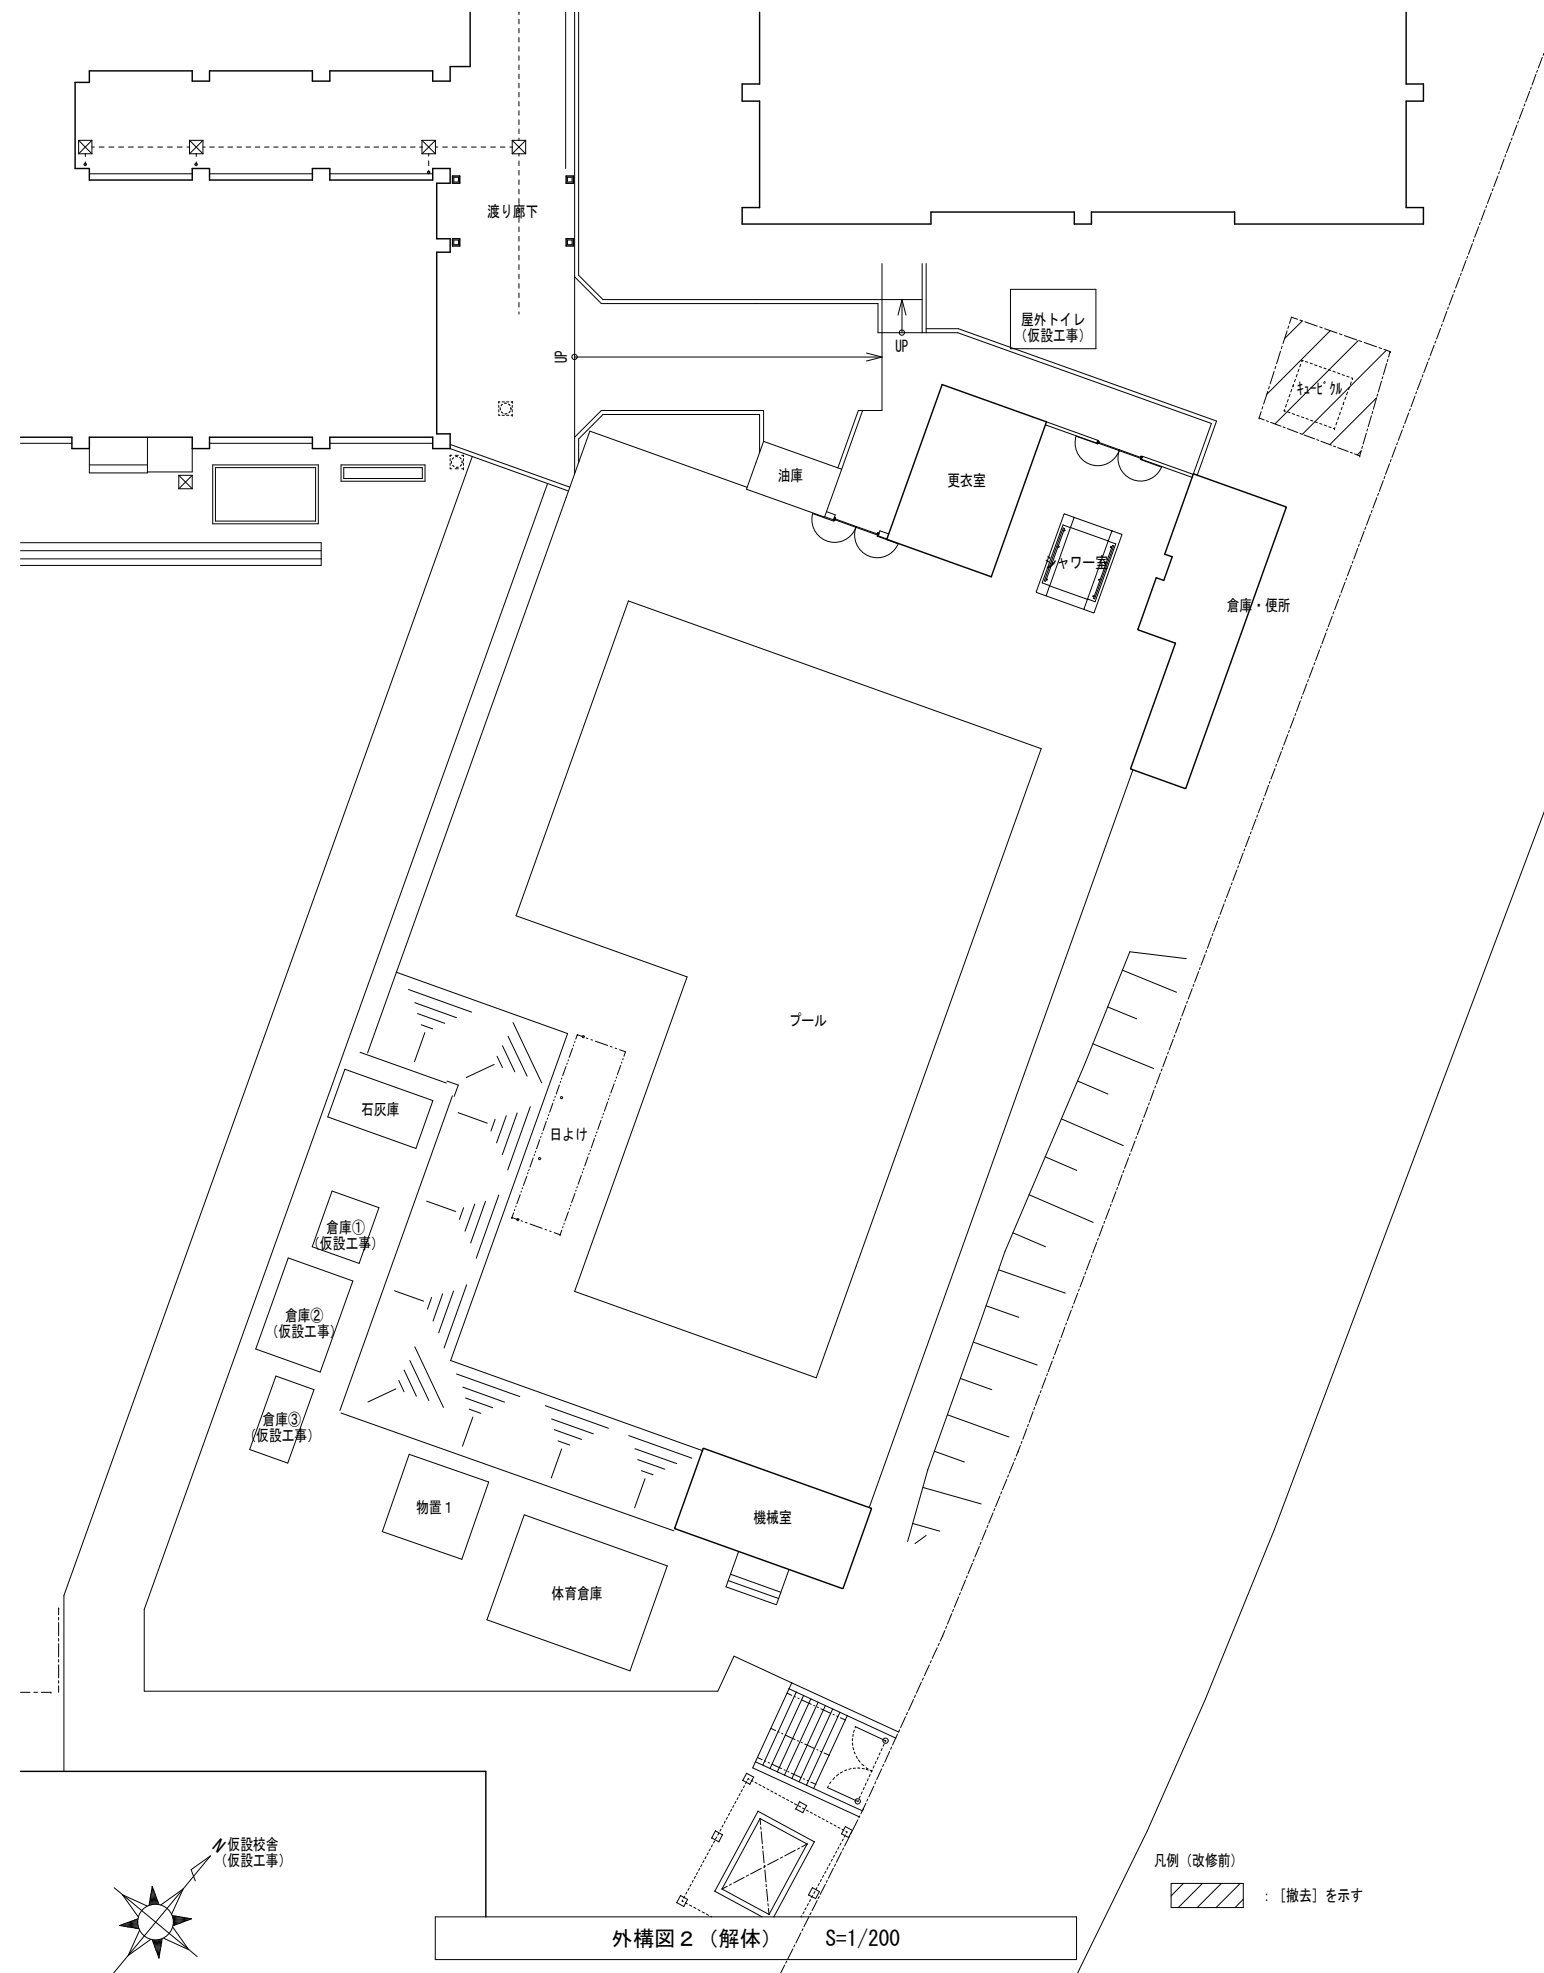 渡り廊下
屋外トイレ
（仮設工事）
UP
UP
キュービクル
油庫
更衣室
シャワー室
倉庫・便所
プール
石灰庫
日よけ
倉庫①
（仮設工事）
倉庫②
（仮設工事）
倉庫③
（仮設工事）
物置１
機械室
体育倉庫
N
仮設校舎
（仮設工事）
凡例（改修前）
：［撤去］を示す
外構図２（解体） S=1/200